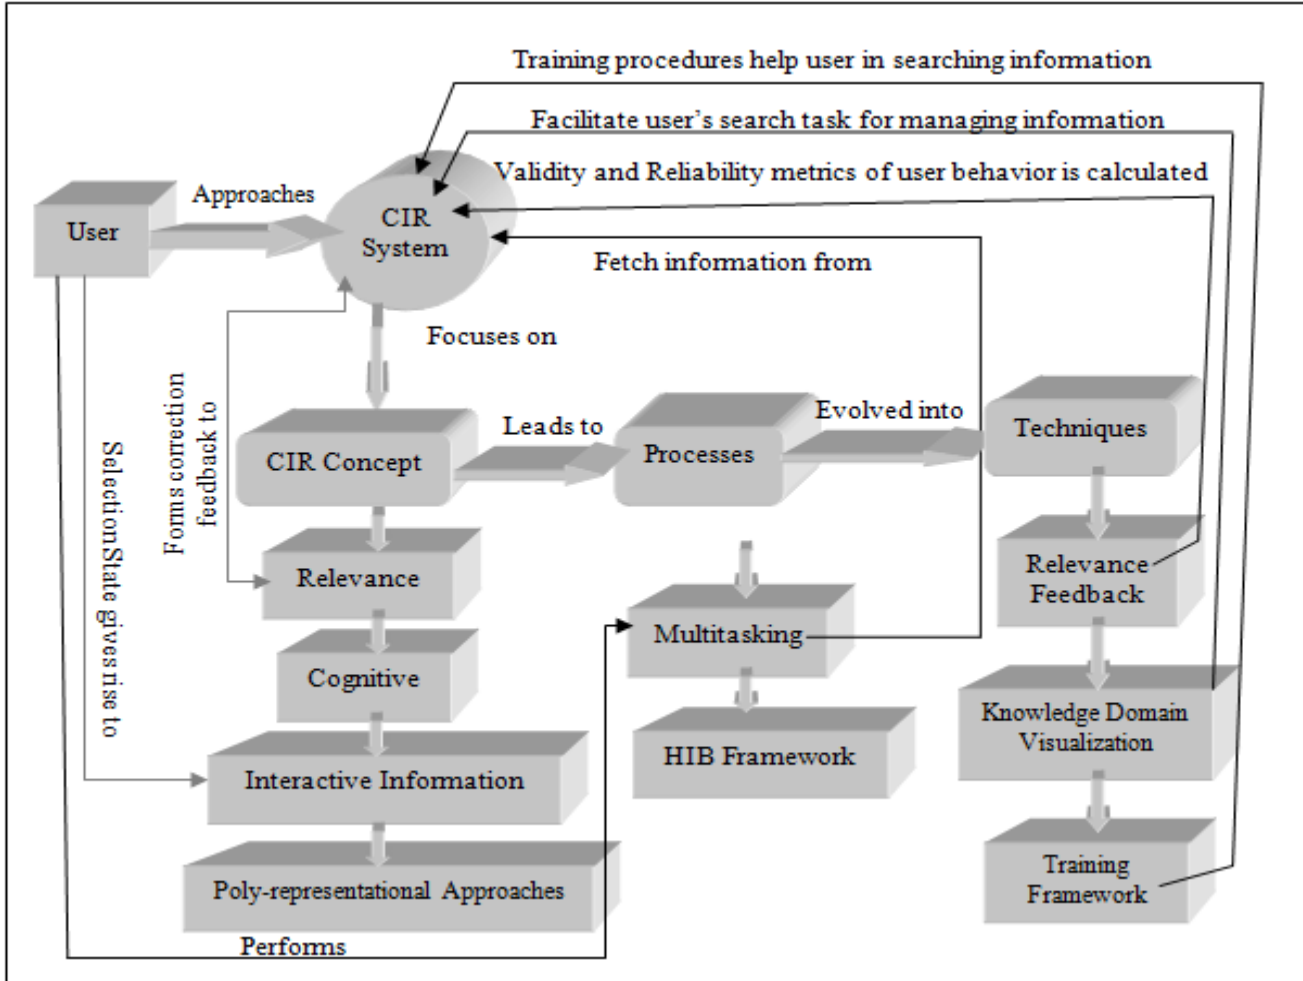 Training procedures help user in searching information
Facilitate user's search task for managing information
Validity and Reliability metrics of user behavior is calculated
Approaches
User
CIR
System
Fetch information from
Focuses on
Forms correction
feedback to
Selection State gives rise to
CIR Concept
Leads to
Processes
Evolved into
Techniques
Relevance
Relevance
Feedback
Multitasking
Cognitive
Knowledge Domain
Visualization
HIB Framework
Interactive Information
Training
Framework
Poly-representational Approaches
Performs